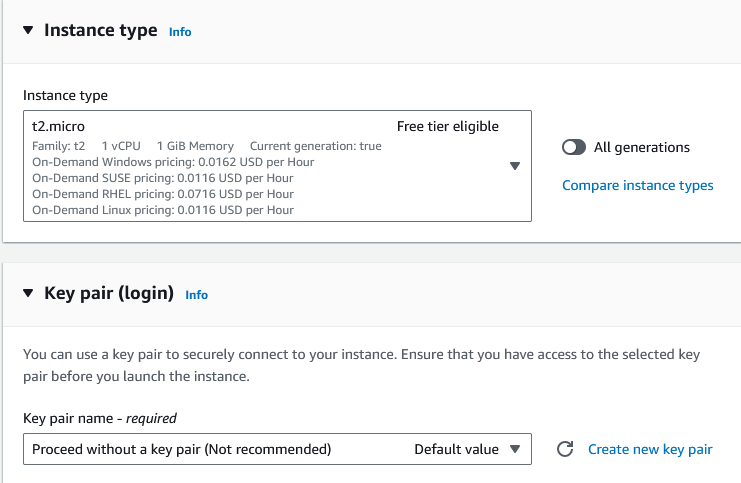 Instance type Info
Instance type
t2.micro Free tier eligible
Family: t2 1 vCPU 1 GiB Memory Current generation: true
On-Demand Windows pricing: 0.0162 USD per Hour
On-Demand SUSE pricing: 0.0116 USD per Hour
On-Demand RHEL pricing: 0.0716 USD per Hour
On-Demand Linux pricing: 0.0116 USD per Hour
All generations
Compare instance types
Key pair (login) Info
You can use a key pair to securely connect to your instance. Ensure that you have access to the selected key
pair before you launch the instance.
Key pair name - required
Proceed without a key pair (Not recommended) Default value
Create new key pair